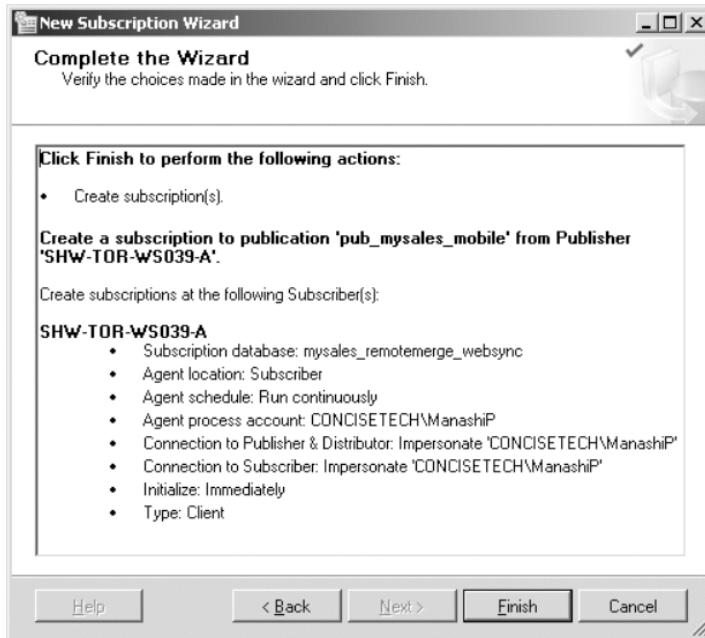 New Subscription Wizard
Complete the Wizard
Verify the choices made in the wizard and click Finish.
Click Finish to perform the following actions:
• Create subscription(s).
Create a subscription to publication 'pub_mysales_mobile' from Publisher
'SHW-TOR-WS039-A'.
Create subscriptions at the following Subscriber(s):
SHW-TOR-WS039-A
• Subscription database: mysales_remotemerge_websync
• Agent location: Subscriber
• Agent schedule: Run continuously
• Agent process account: CONCISETECH\ManashiP
• Connection to Publisher & Distributor: Impersonate 'CONCISETECH\ManashiP'
• Connection to Subscriber: Impersonate 'CONCISETECH\ManashiP'
• Initialize: Immediately
• Type: Client
Help < Back Next > Finish Cancel